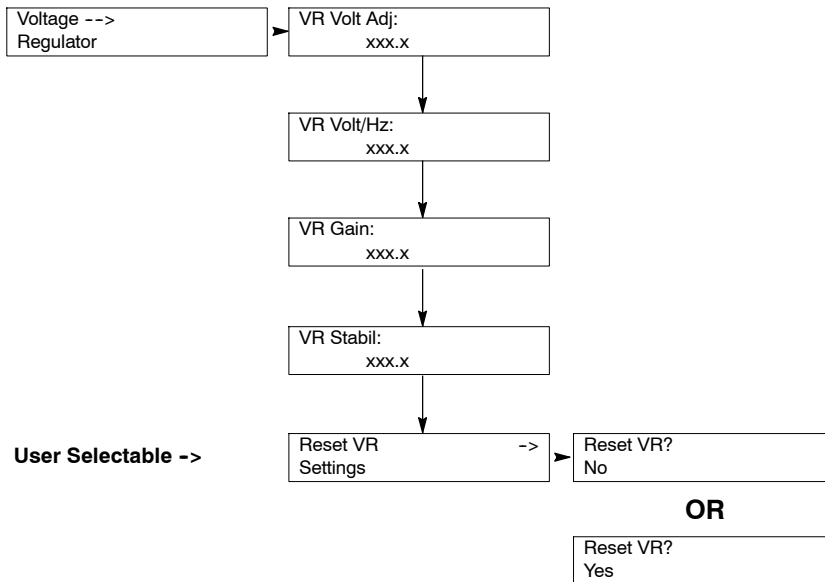 Voltage -->
Regulator
VR Volt Adj:
xxx.x
VR Volt/Hz:
xxx.x
VR Gain:
xxx.x
VR Stabil:
xxx.x
User Selectable ->
Reset VR ->
Settings
Reset VR?
No
OR
Reset VR?
Yes